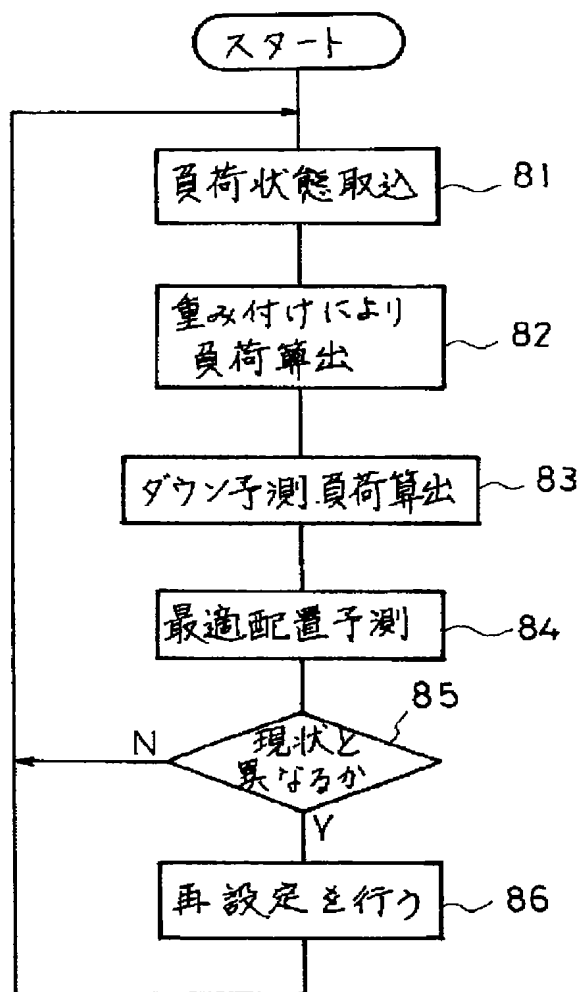 スタート
負荷状態取込
81
重み付けにより
負荷算出
82
ダウン予測負荷算出
83
最適配置予測
84
85
現状と
異なるか
N
Y
再設定を行う
86